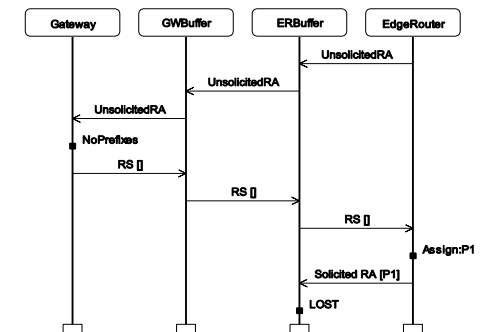 Gateway GWBuffer ERBuffer EdgeRouter
UnsolicitedRA
UnsolicitedRA
UnsolicitedRA
NoPrefixes
RS []
RS []
RS []
Assign:P1
Solicited RA [P1]
LOST